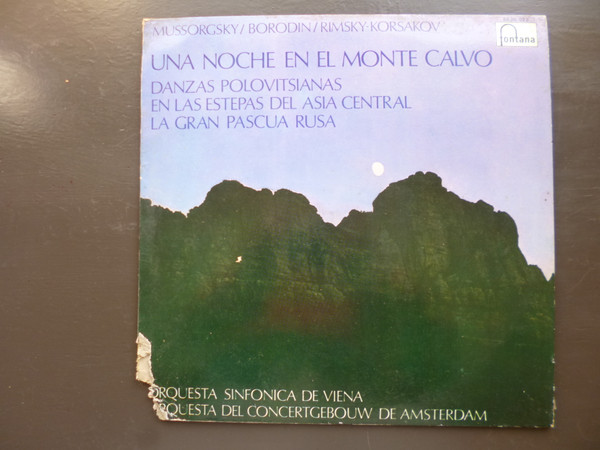 MUSSORGSKY/BORODIN/RIMSKY-KORSAKOV
fontana
UNA NOCHE EN EL MONTE CALVO
DANZAS POLOVITSIANAS
EN LAS ESTEPAS DEL ASIA CENTRAL
LA GRAN PASCUA RUSA
ORQUESTA SINFONICA DE VIENA
ORQUESTA DEL CONCERTGEBOUW DE AMSTERDAM